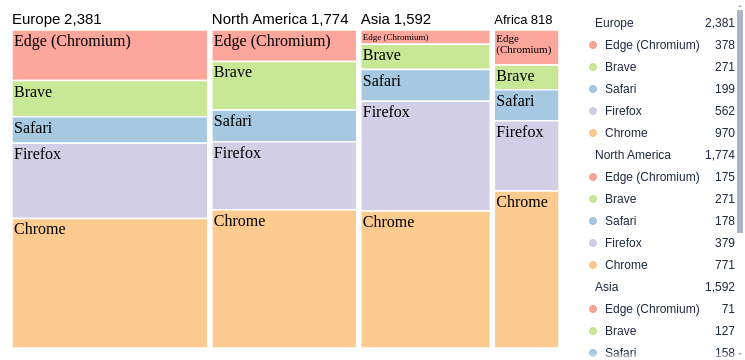 Europe 2,381
North America 1,774
Asia 1,592
Africa 818
Edge (Chromium)
Brave
Safari
Firefox
Chrome
Edge (Chromium)
Brave
Safari
Firefox
Chrome
Edge (Chromium)
Brave
Safari
Firefox
Chrome
Edge
(Chromium)
Brave
Safari
Firefox
Chrome
Europe 2,381
Edge (Chromium) 378
Brave 271
Safari 199
Firefox 562
Chrome 970
North America 1,774
Edge (Chromium) 175
Brave 271
Safari 178
Firefox 379
Chrome 771
Asia 1,592
Edge (Chromium) 71
Brave 127
Safari 158